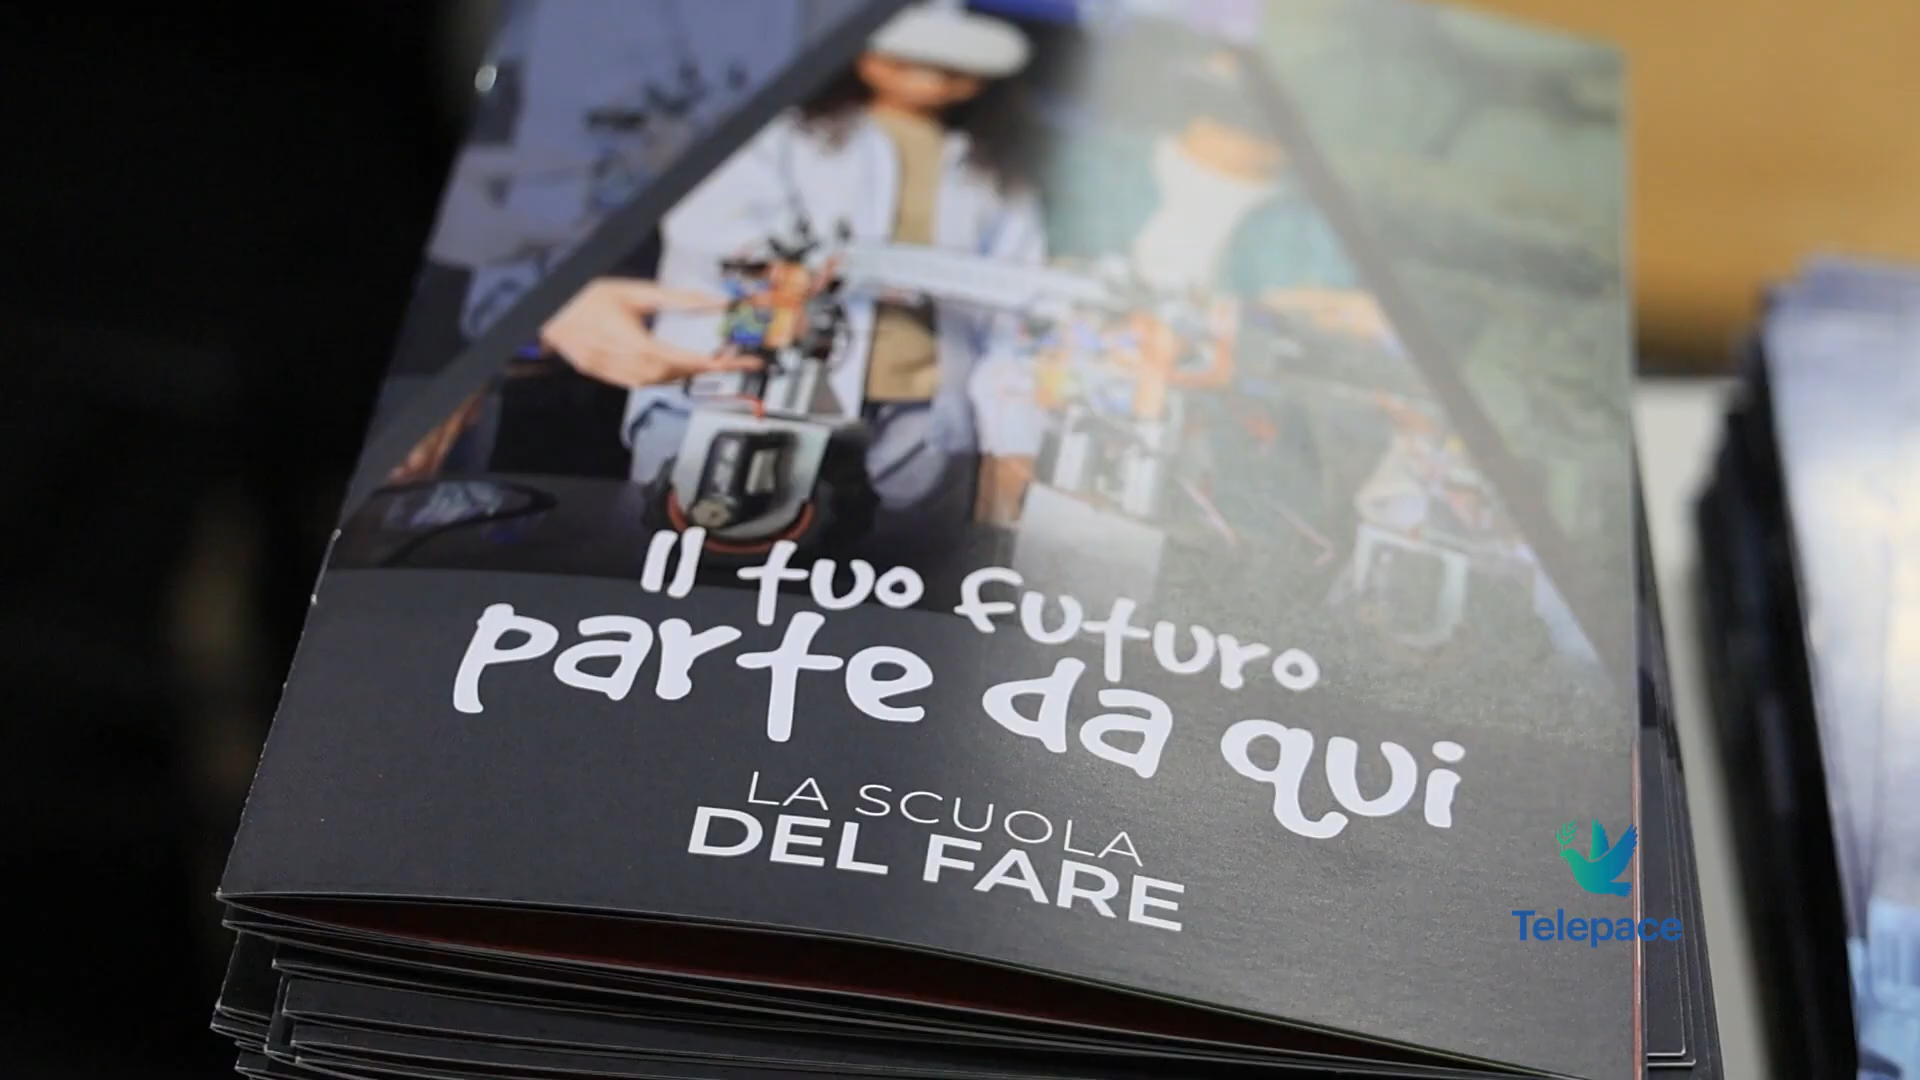 Il tuo futuro
parte da qui
LA SCUOLA
DEL FARE
Telepace